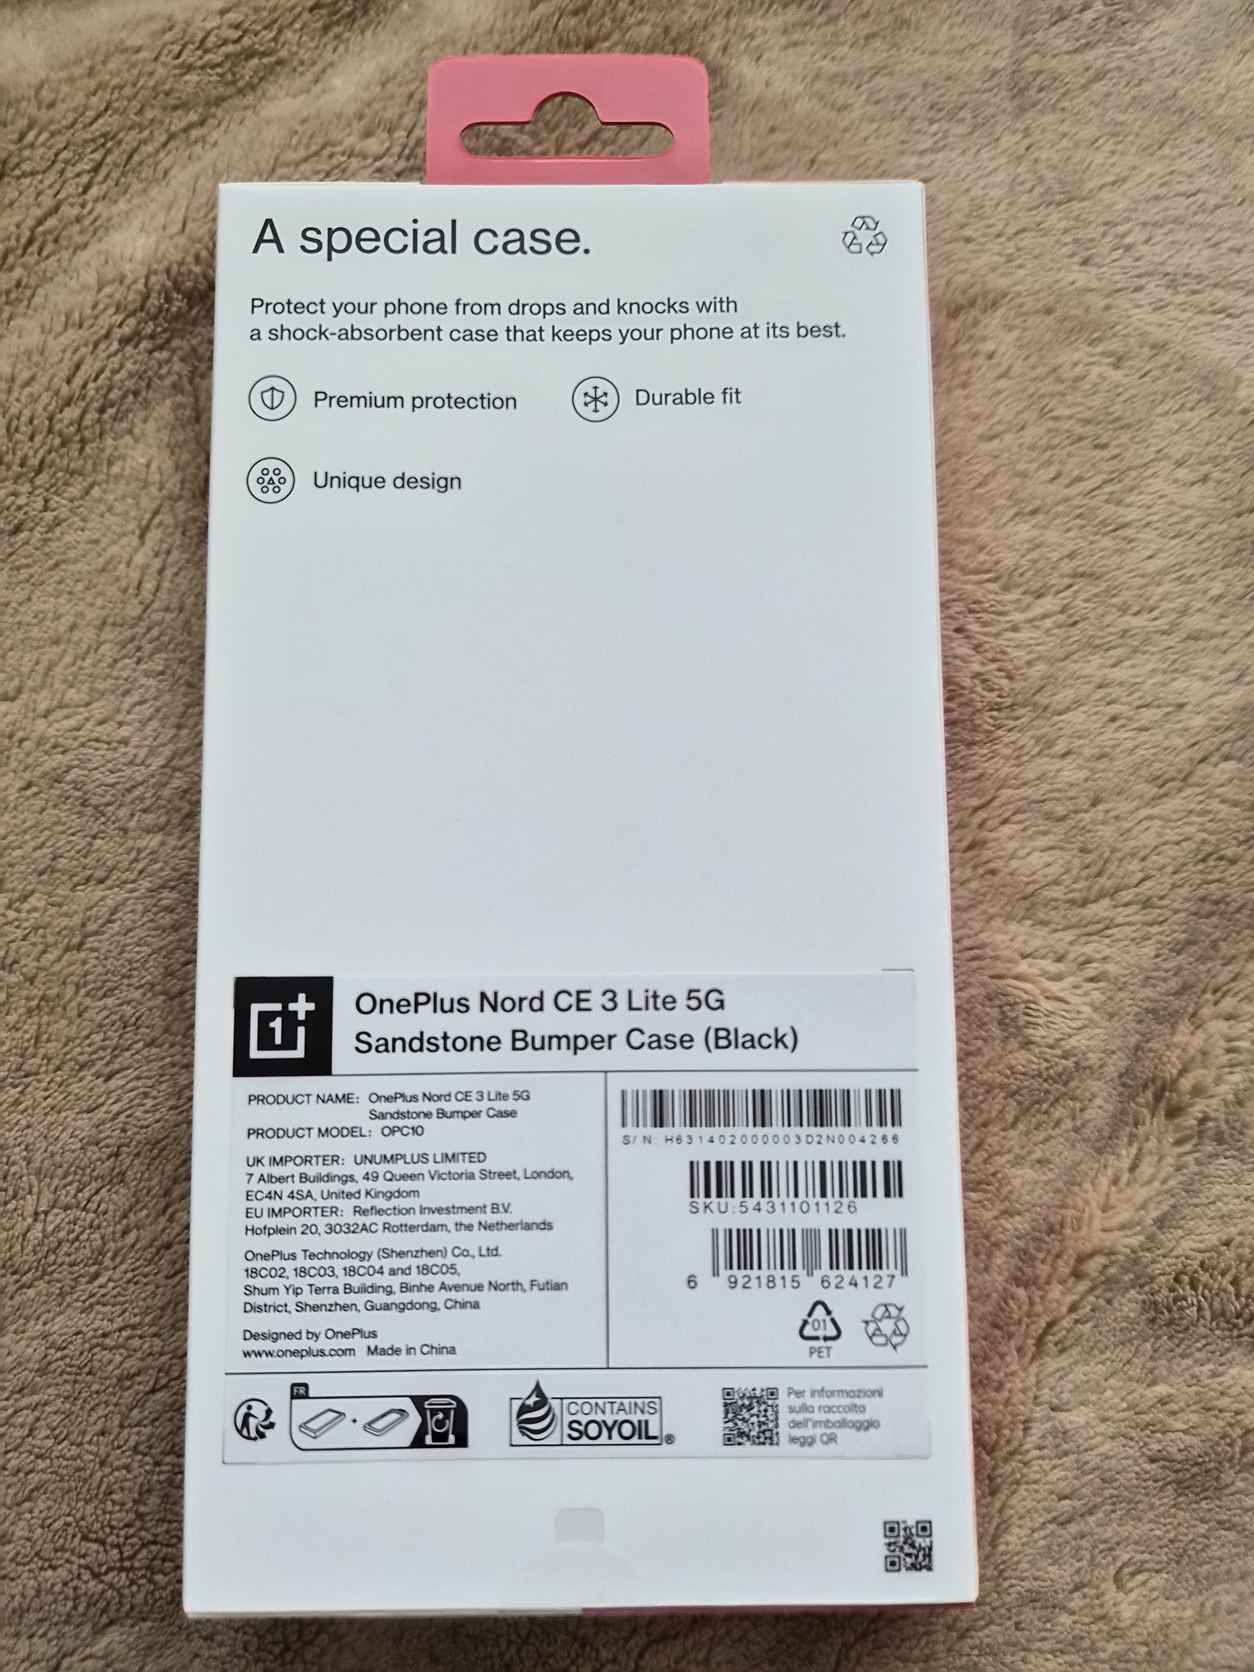 A special case.
Protect your phone from drops and knocks with
a shock-absorbent case that keeps your phone at its best.
Premium protection
Durable fit
Unique design
OnePlus Nord CE 3 Lite 5G
Sandstone Bumper Case (Black)
PRODUCT NAME: OnePlus Nord CE 3 Lite 5G
Sandstone Bumper Case
PRODUCT MODEL: OPC10
UK IMPORTER: UNUMPLUS LIMITED
7 Albert Buildings, 49 Queen Victoria Street, London,
EC4N 4SA, United Kingdom
EU IMPORTER: Reflection Investment B.V.
Hofplein 20, 3032AC Rotterdam, the Netherlands
OnePlus Technology (Shenzhen) Co., Ltd.
18C02, 18C03, 18C04 and 18C05,
Shum Yip Terra Building, Binhe Avenue North, Futian
District, Shenzhen, Guangdong, China
Designed by OnePlus
www.oneplus.com Made in China
S/N: H631402000003D2N004266
SKU:5431101126
6 921815 624127
01
PET
FR
CONTAINS
SOYOIL®
Per informazioni
sulla raccolta
dell'imballaggio
leggi QR